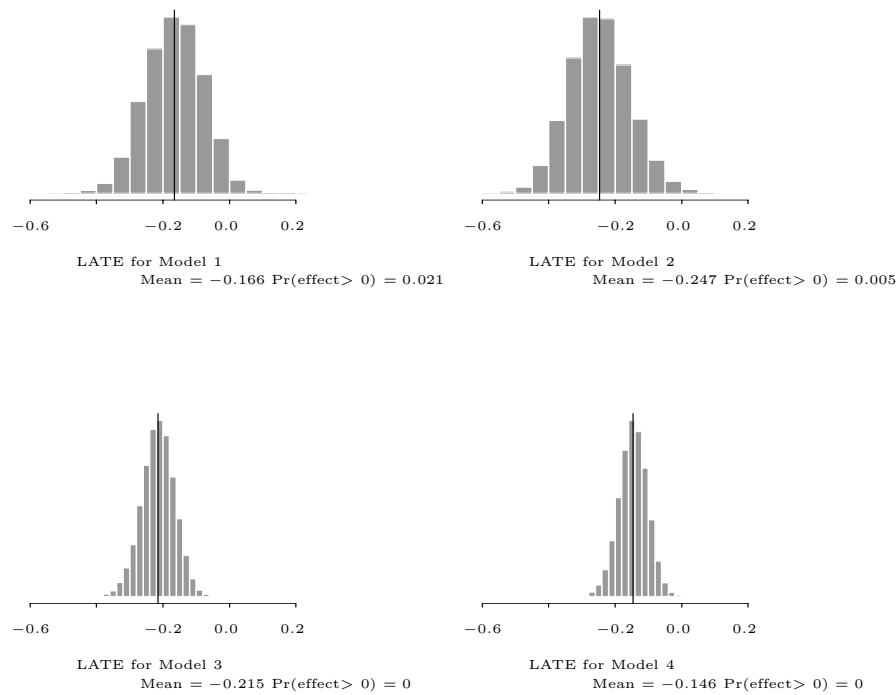 −0.6 −0.2 0.0 0.2
LATE for Model 1
Mean = −0.166 Pr(effect> 0) = 0.021
−0.6 −0.2 0.0 0.2
LATE for Model 2
Mean = −0.247 Pr(effect> 0) = 0.005
−0.6 −0.2 0.0 0.2
LATE for Model 3
Mean = −0.215 Pr(effect> 0) = 0
−0.6 −0.2 0.0 0.2
LATE for Model 4
Mean = −0.146 Pr(effect> 0) = 0